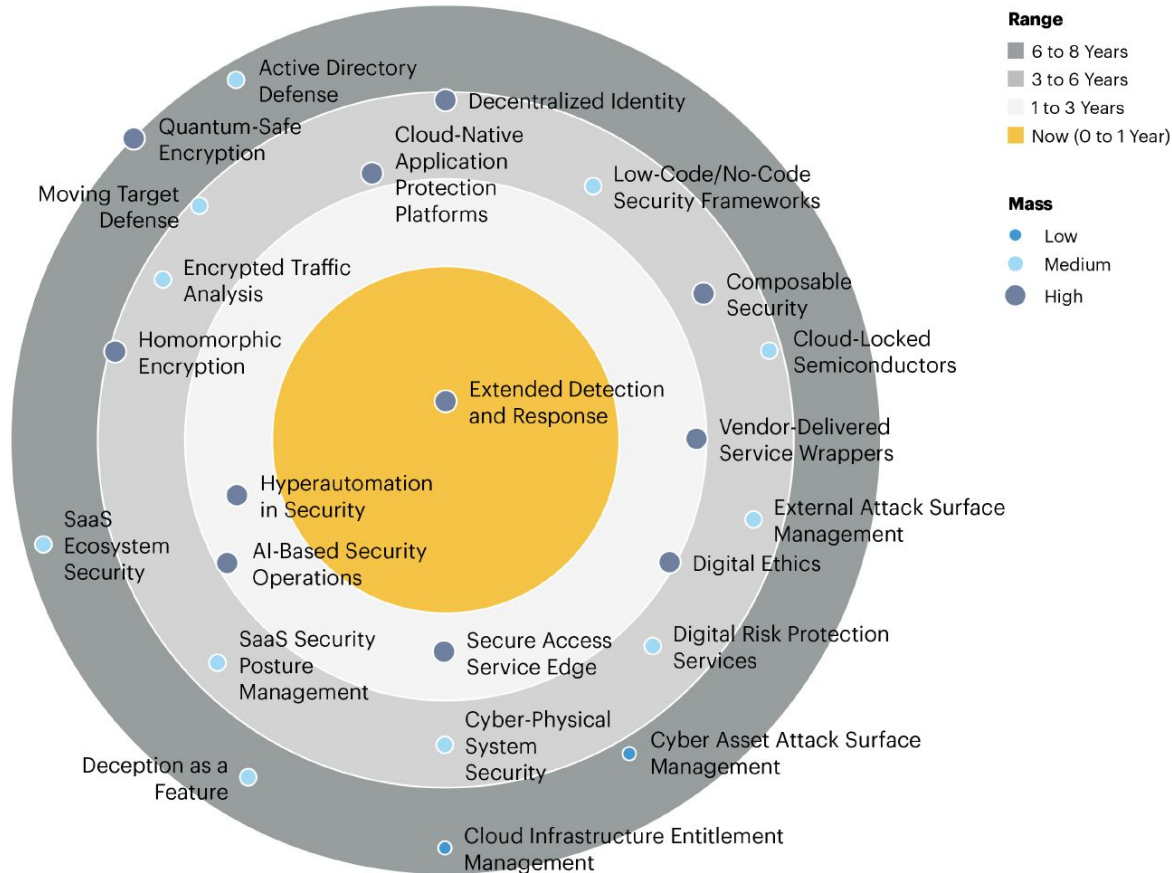 Range
6 to 8 Years
3 to 6 Years
1 to 3 Years
Now (0 to 1 Year)
Mass
Low
Medium
High
Active Directory
Defense
Decentralized Identity
Quantum-Safe
Encryption
Cloud-Native
Application
Protection
Platforms
Low-Code/No-Code
Security Frameworks
Moving Target
Defense
Encrypted Traffic
Analysis
Composable
Security
Homomorphic
Encryption
Cloud-Locked
Semiconductors
Extended Detection
and Response
Vendor-Delivered
Service Wrappers
Hyperautomation
in Security
External Attack Surface
Management
SaaS
Ecosystem
Security
AI-Based Security
Operations
Digital Ethics
SaaS Security
Posture
Management
Secure Access
Service Edge
Digital Risk Protection
Services
Cyber-Physical
System
Security
Cyber Asset Attack Surface
Management
Deception as a
Feature
Cloud Infrastructure Entitlement
Management